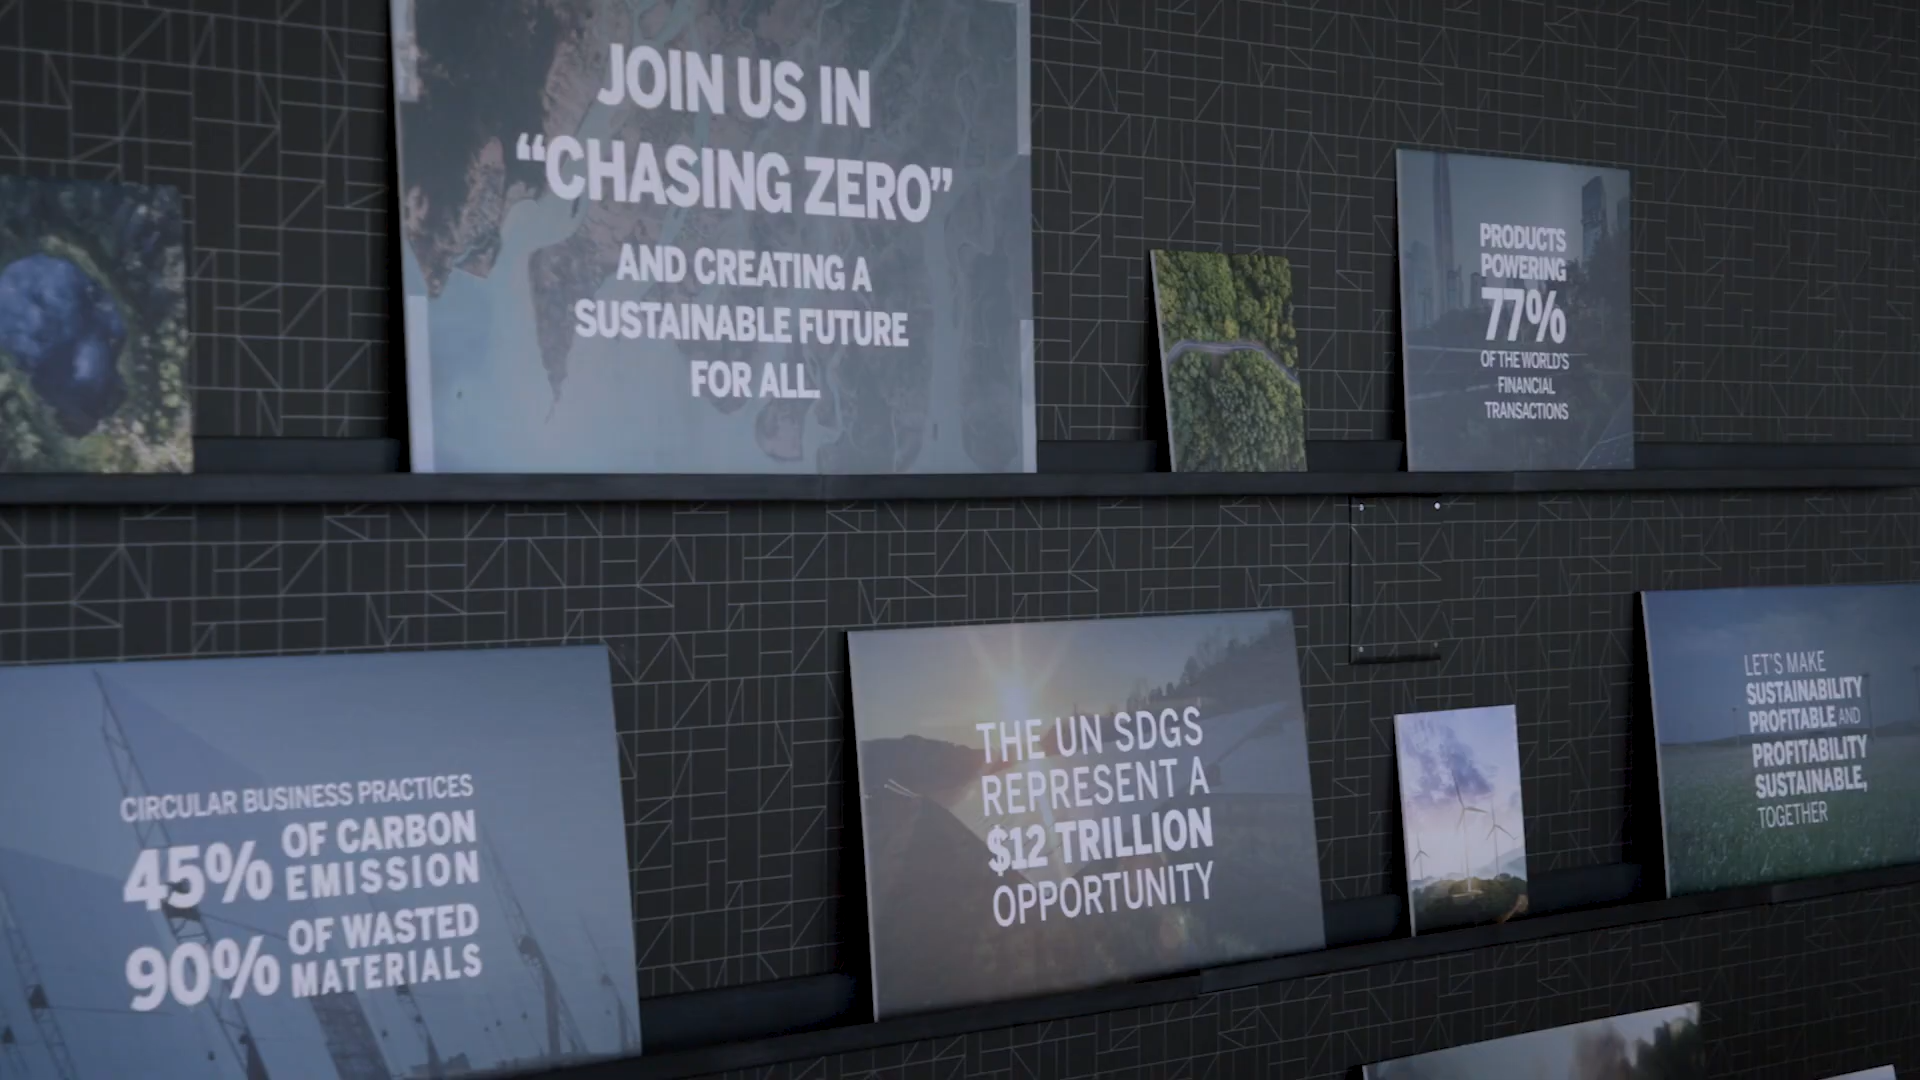 JOIN US IN
“CHASING ZERO”
AND CREATING A
SUSTAINABLE FUTURE
FOR ALL.
PRODUCTS
POWERING
77%
OF THE WORLD'S
FINANCIAL
TRANSACTIONS
CIRCULAR BUSINESS PRACTICES
45% OF CARBON
EMISSION
90% OF WASTED
MATERIALS
THE UN SDGS
REPRESENT A
$12 TRILLION
OPPORTUNITY
LET'S MAKE
SUSTAINABILITY
PROFITABLE AND
PROFITABILITY
SUSTAINABLE,
TOGETHER